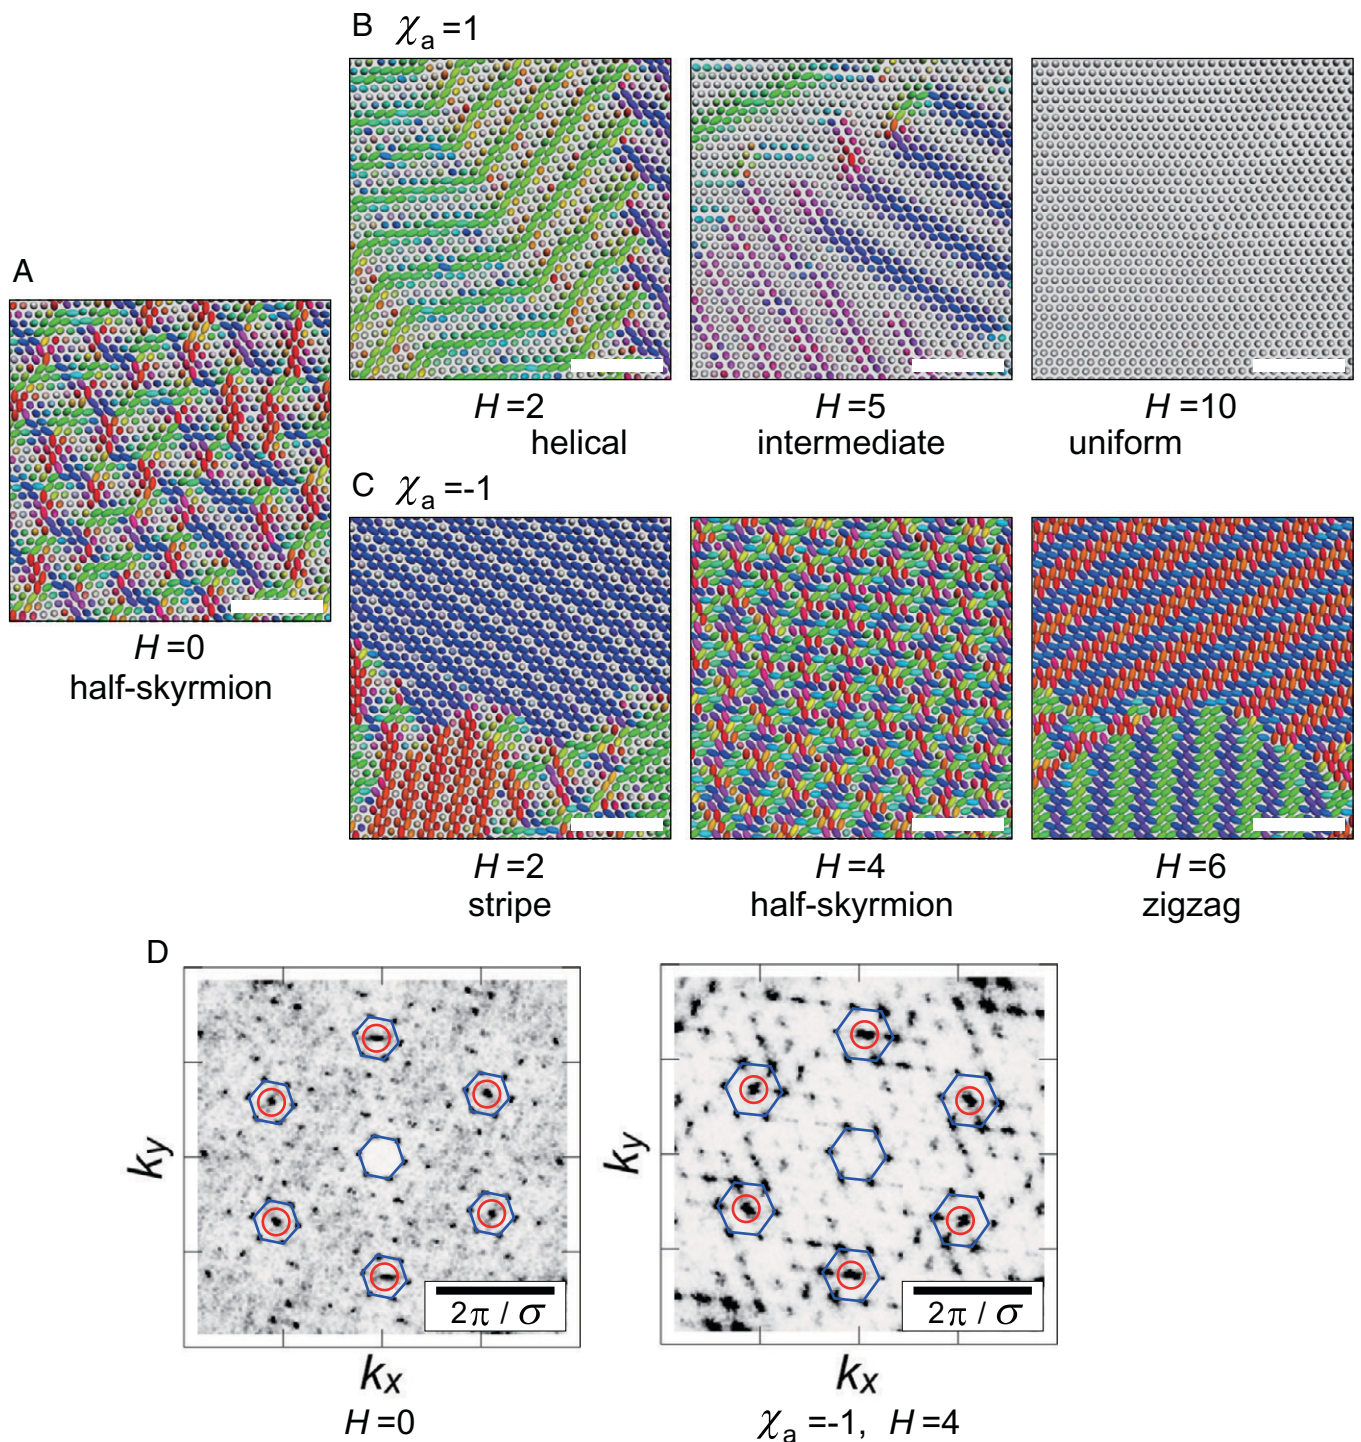 B χa =1
A
H =2
helical
H =5
intermediate
H =10
uniform
H =0
half-skyrmion
C χa =-1
H =2
stripe
H =4
half-skyrmion
H =6
zigzag
D
ky
2π / σ
kx
H =0
ky
2π / σ
kx
χa =-1, H =4